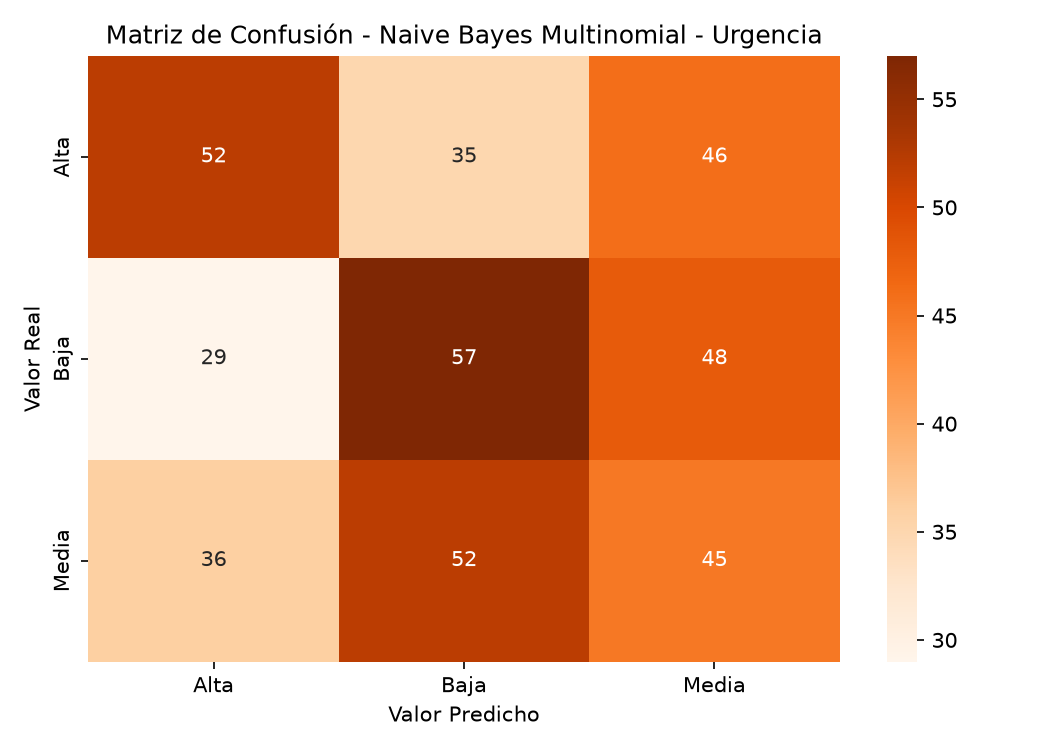 Matriz de Confusión - Naive Bayes Multinomial - Urgencia
Valor Real
Alta
52 35 46
Baja
29 57 48
Media
36 52 45
Alta Baja Media
Valor Predicho
55
50
45
40
35
30